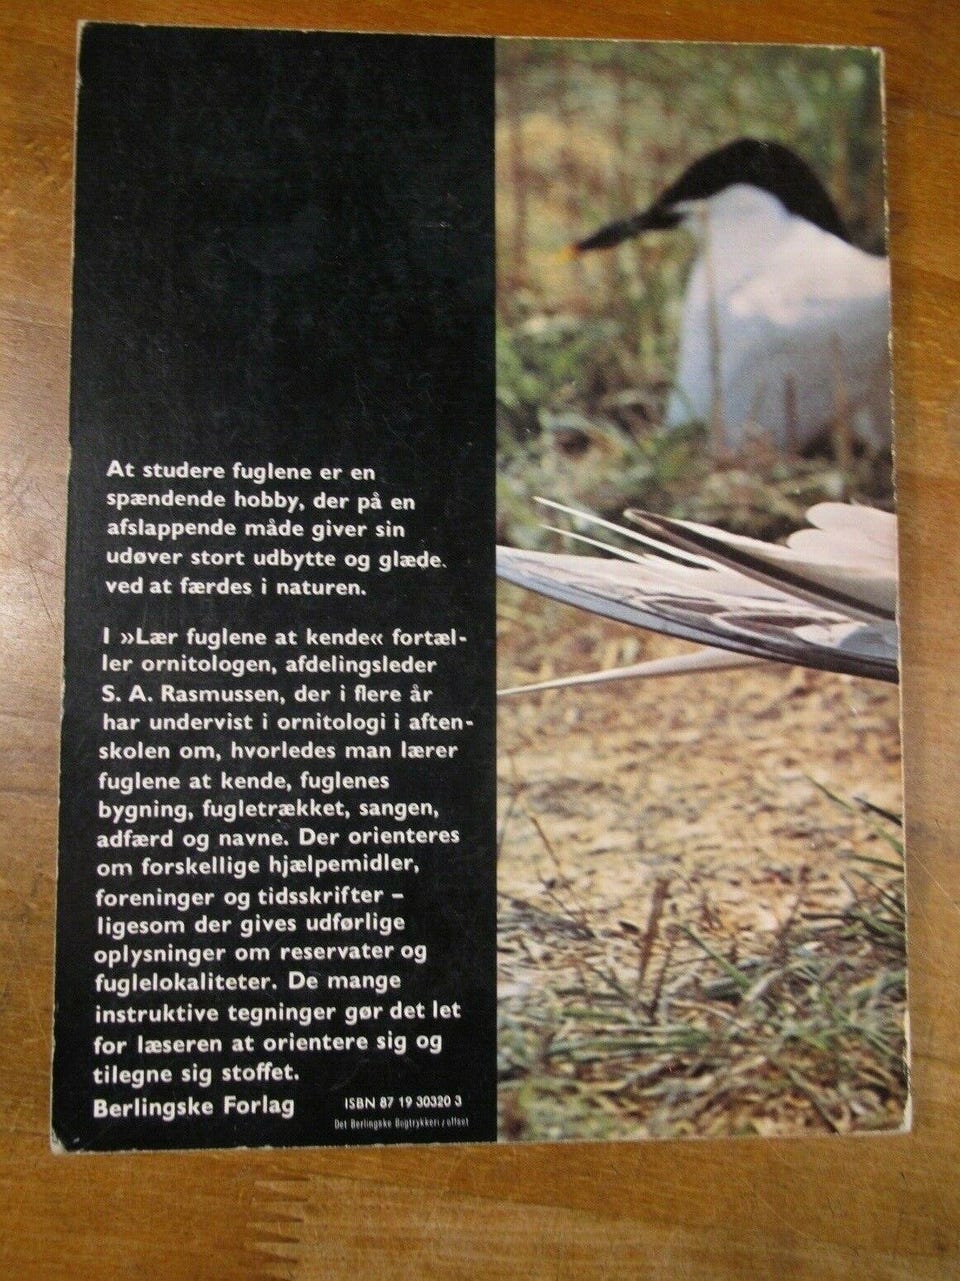 At studere fuglene er en
spændende hobby, der på en
afslappende måde giver sin
udøver stort udbytte og glæde.
ved at færdes i naturen.
I »Lær fuglene at kende« fortæl-
ler ornitologen, afdelingsleder
S. A. Rasmussen, der i flere år
har undervist i ornitologi i aften-
skolen om, hvorledes man lærer
fuglene at kende, fuglenes
bygning, fugletrækket, sangen,
adfærd og navne. Der orienteres
om forskellige hjælpemidler,
foreninger og tidsskrifter –
ligesom der gives udførlige
oplysninger om reservater og
fuglelokaliteter. De mange
instruktive tegninger gør det let
for læseren at orientere sig og
tilegne sig stoffet.
Berlingske Forlag ISBN 87 19 30320 3
Det Berlingske Bogtrykkeri / offset